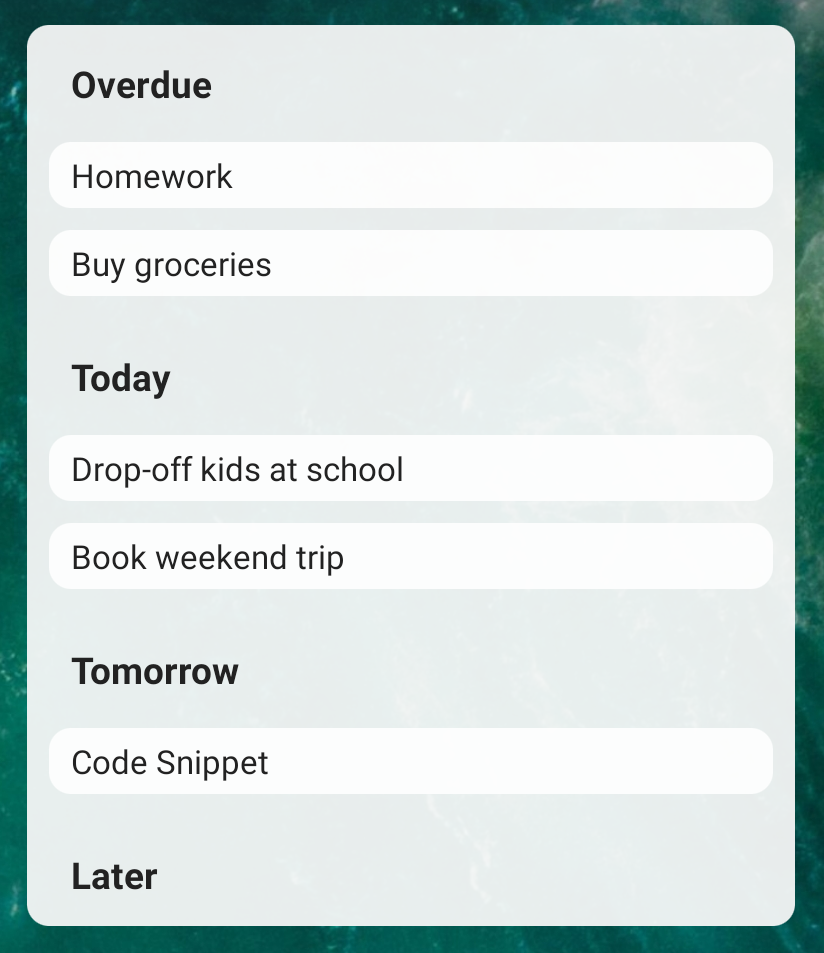 Overdue
Homework
Buy groceries
Today
Drop-off kids at school
Book weekend trip
Tomorrow
Code Snippet
Later